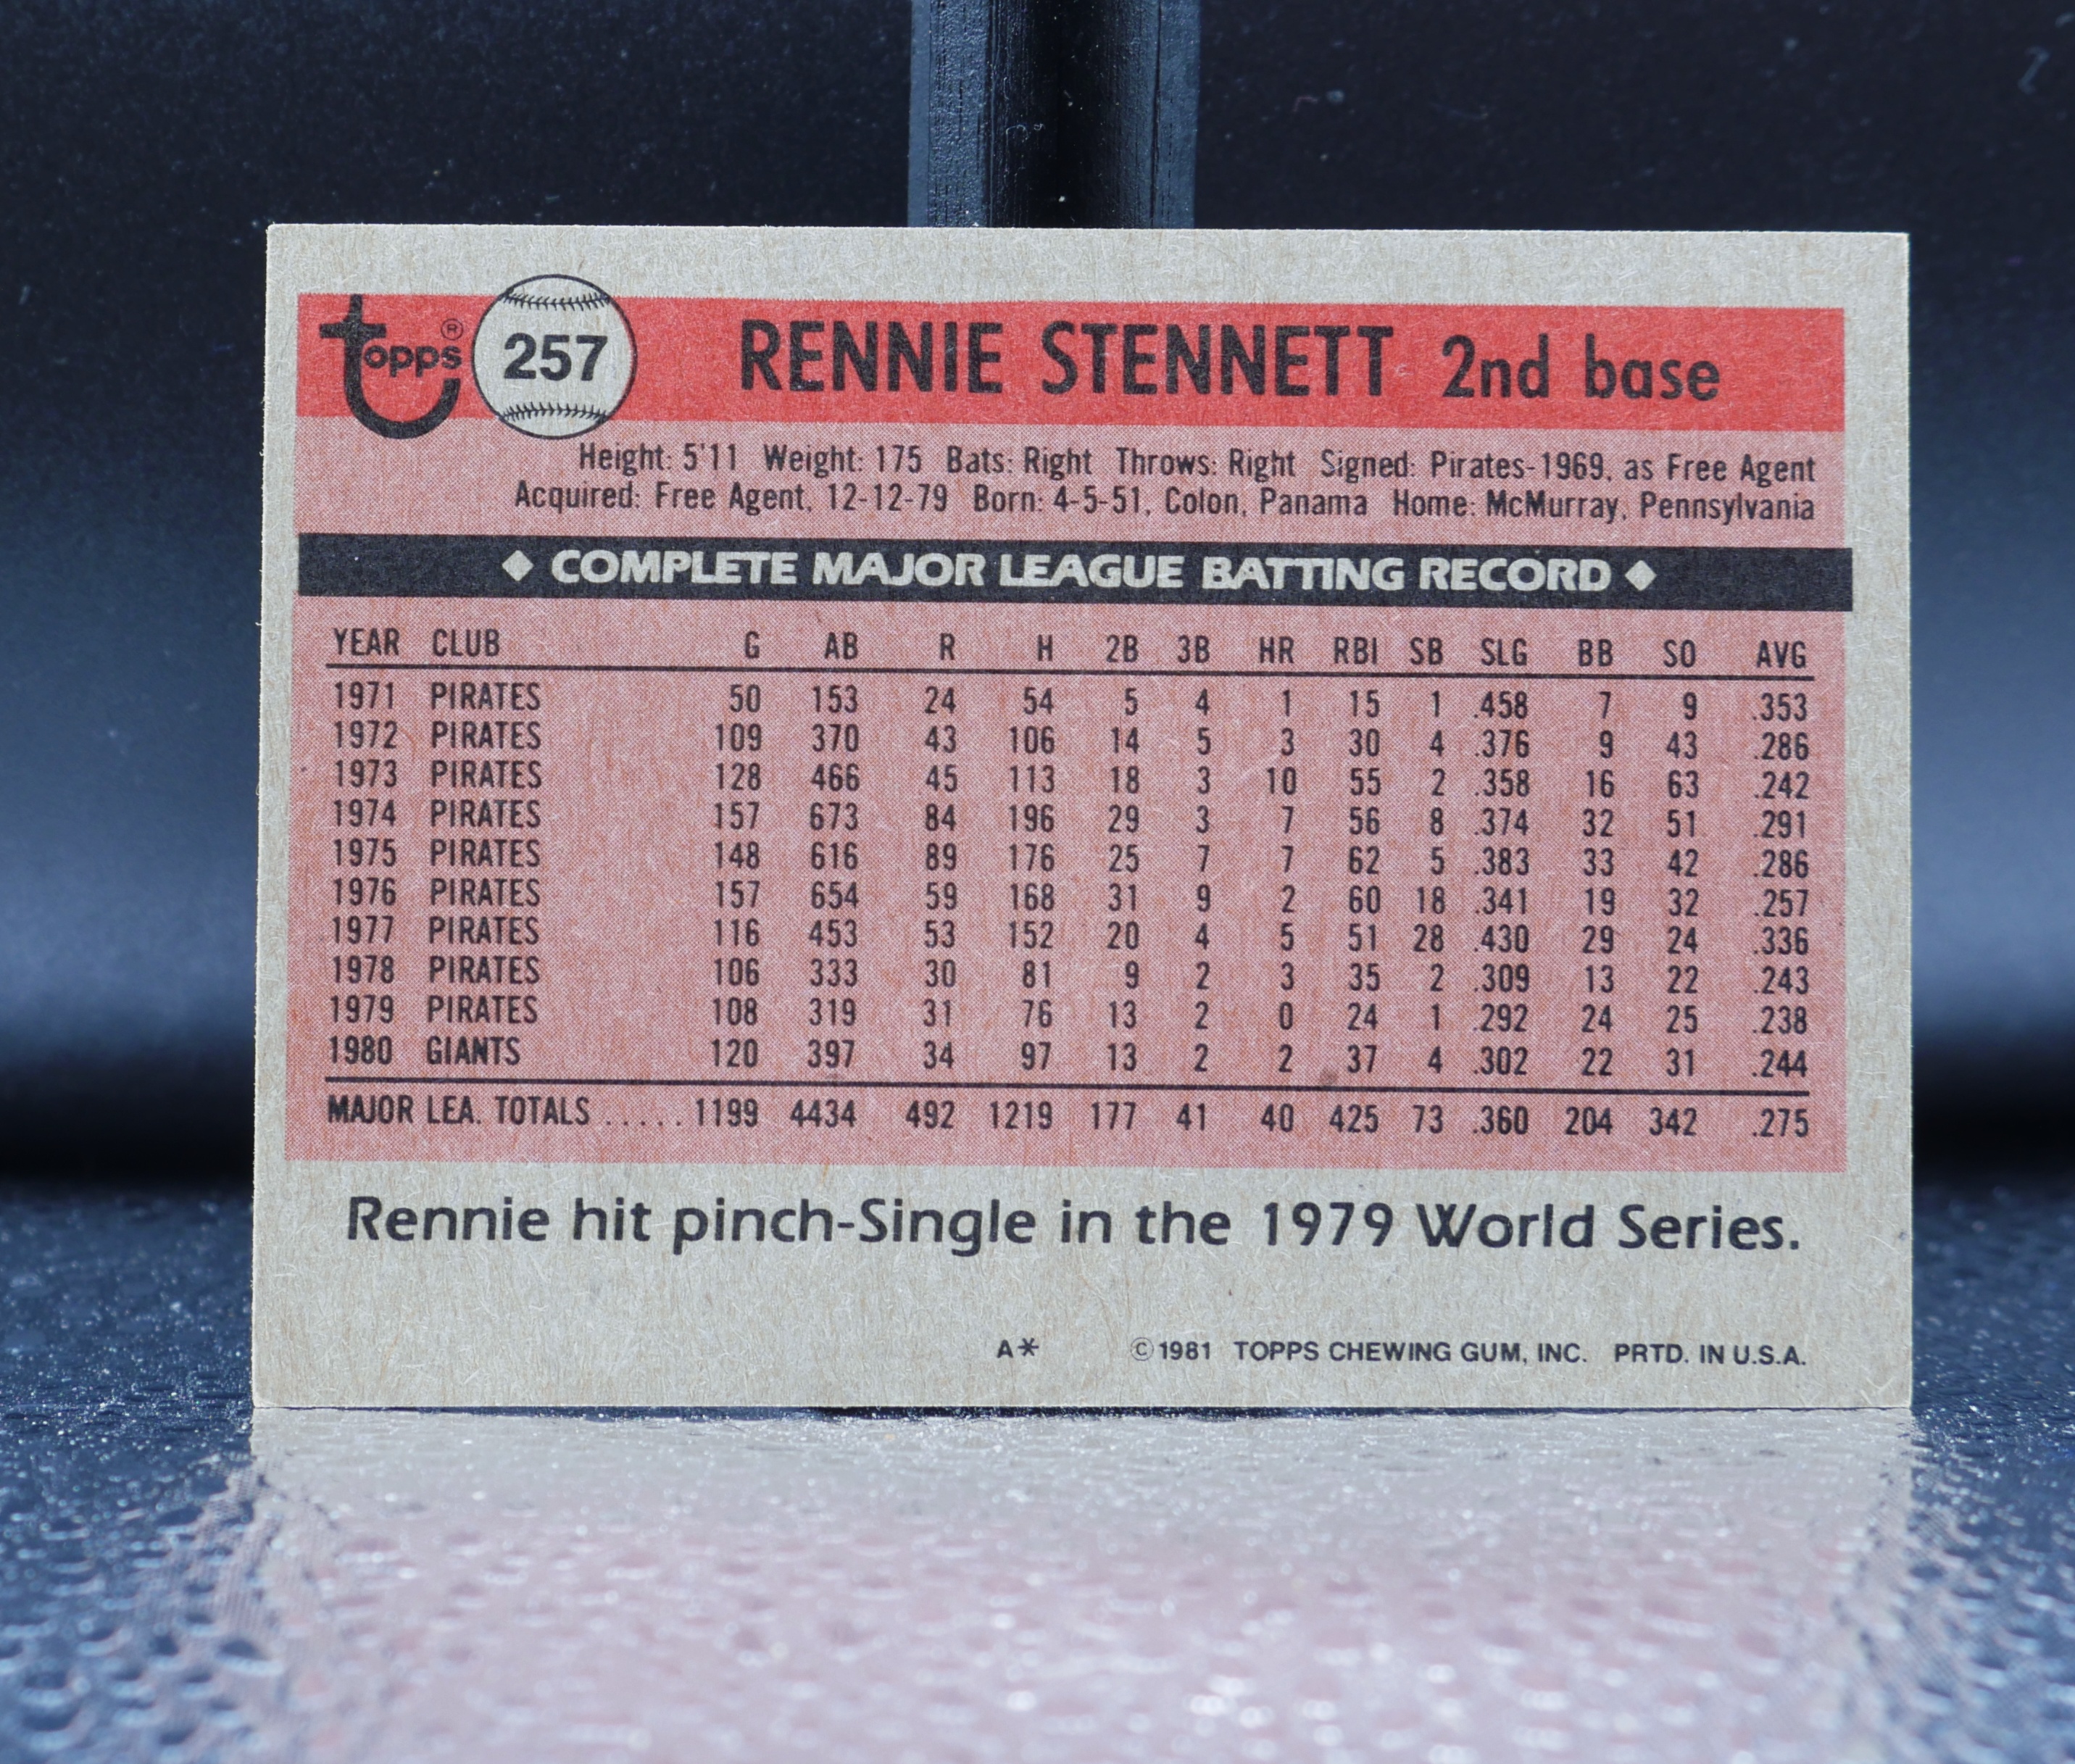 Topps ® 257 RENNIE STENNETT 2nd base
Height: 5'11 Weight: 175 Bats: Right Throws: Right Signed: Pirates-1969, as Free Agent
Acquired: Free Agent, 12-12-79 Born: 4-5-51, Colon, Panama Home: McMurray, Pennsylvania
◆ COMPLETE MAJOR LEAGUE BATTING RECORD ◆
YEAR CLUB G AB R H 2B 3B HR RBI SB SLG BB SO AVG
1971 PIRATES 50 153 24 54 5 4 1 15 1 .458 7 9 .353
1972 PIRATES 109 370 43 106 14 5 3 30 4 .376 9 43 .286
1973 PIRATES 128 466 45 113 18 3 10 55 2 .358 16 63 .242
1974 PIRATES 157 673 84 196 29 3 7 56 8 .374 32 51 .291
1975 PIRATES 148 616 89 176 25 7 7 62 5 .383 33 42 .286
1976 PIRATES 157 654 59 168 31 9 2 60 18 .341 19 32 .257
1977 PIRATES 116 453 53 152 20 4 5 51 28 .430 29 24 .336
1978 PIRATES 106 333 30 81 9 2 3 35 2 .309 13 22 .243
1979 PIRATES 108 319 31 76 13 2 0 24 1 .292 24 25 .238
1980 GIANTS 120 397 34 97 13 2 2 37 4 .302 22 31 .244
MAJOR LEA. TOTALS ..... 1199 4434 492 1219 177 41 40 425 73 .360 204 342 .275
Rennie hit pinch-Single in the 1979 World Series.
A* ©1981 TOPPS CHEWING GUM, INC. PRTD. IN U.S.A.